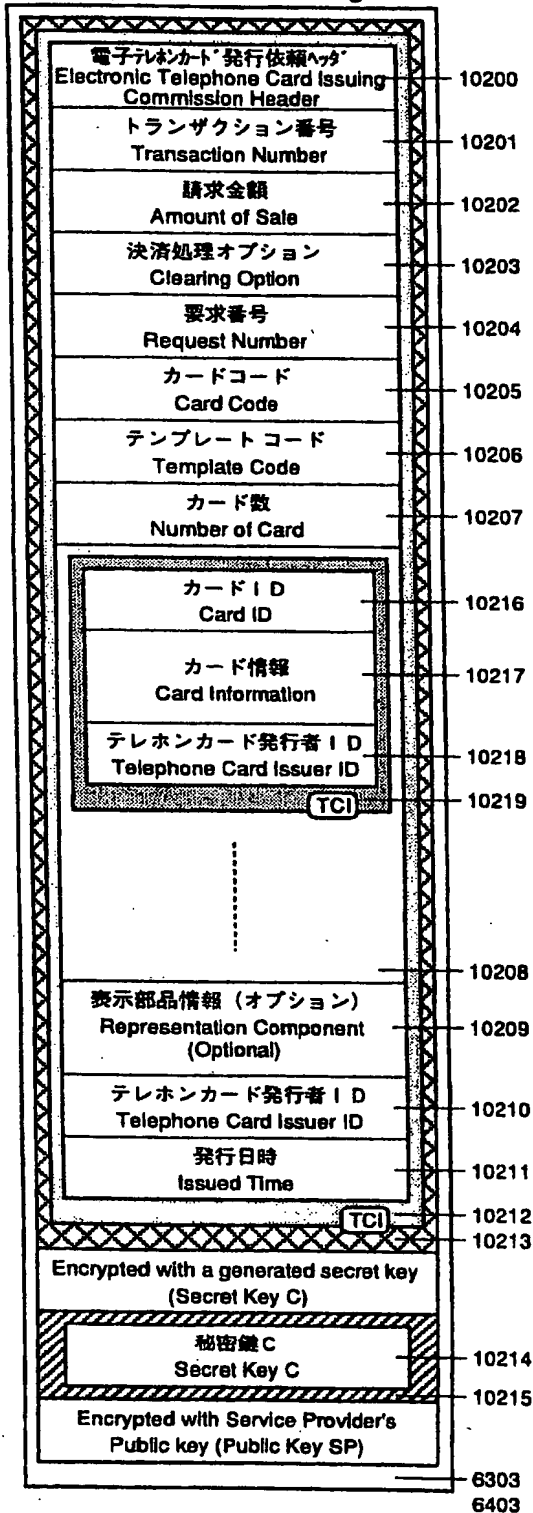 電子テレホンカード発行依頼ヘッダ
Electronic Telephone Card Issuing
Commission Header
10200
トランザクション番号
Transaction Number
10201
請求金額
Amount of Sale
10202
決済処理オプション
Clearing Option
10203
要求番号
Request Number
10204
カードコード
Card Code
10205
テンプレートコード
Template Code
10206
カード数
Number of Card
10207
カードID
Card ID
10216
カード情報
Card Information
10217
テレホンカード発行者ID
Telephone Card Issuer ID
10218
TCI
10219
10208
表示部品情報（オプション）
Representation Component
(Optional)
10209
テレホンカード発行者ID
Telephone Card Issuer ID
10210
発行日時
Issued Time
10211
TCI
10212
10213
Encrypted with a generated secret key
(Secret Key C)
秘密鍵C
Secret Key C
10214
10215
Encrypted with Service Provider's
Public key (Public Key SP)
6303
6403